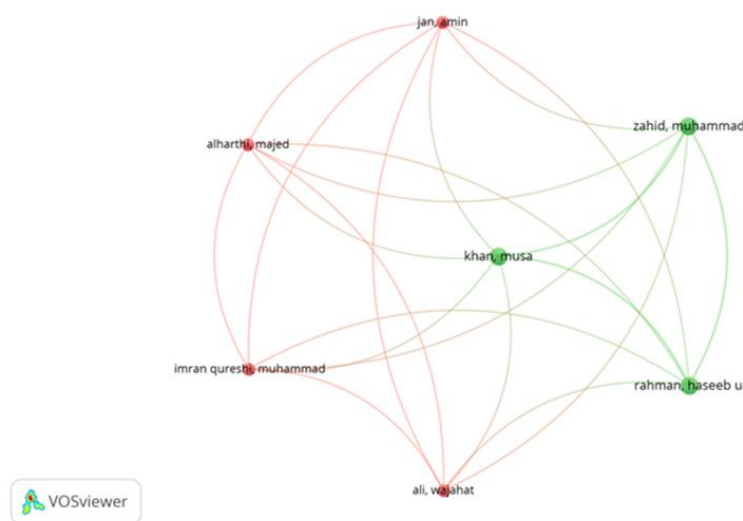 jan, amin
zahid, muhammad
alharthi, majed
khan, musa
imran qureshi, muhammad
rahman, haseeb u
ali, wajahat
VOSviewer